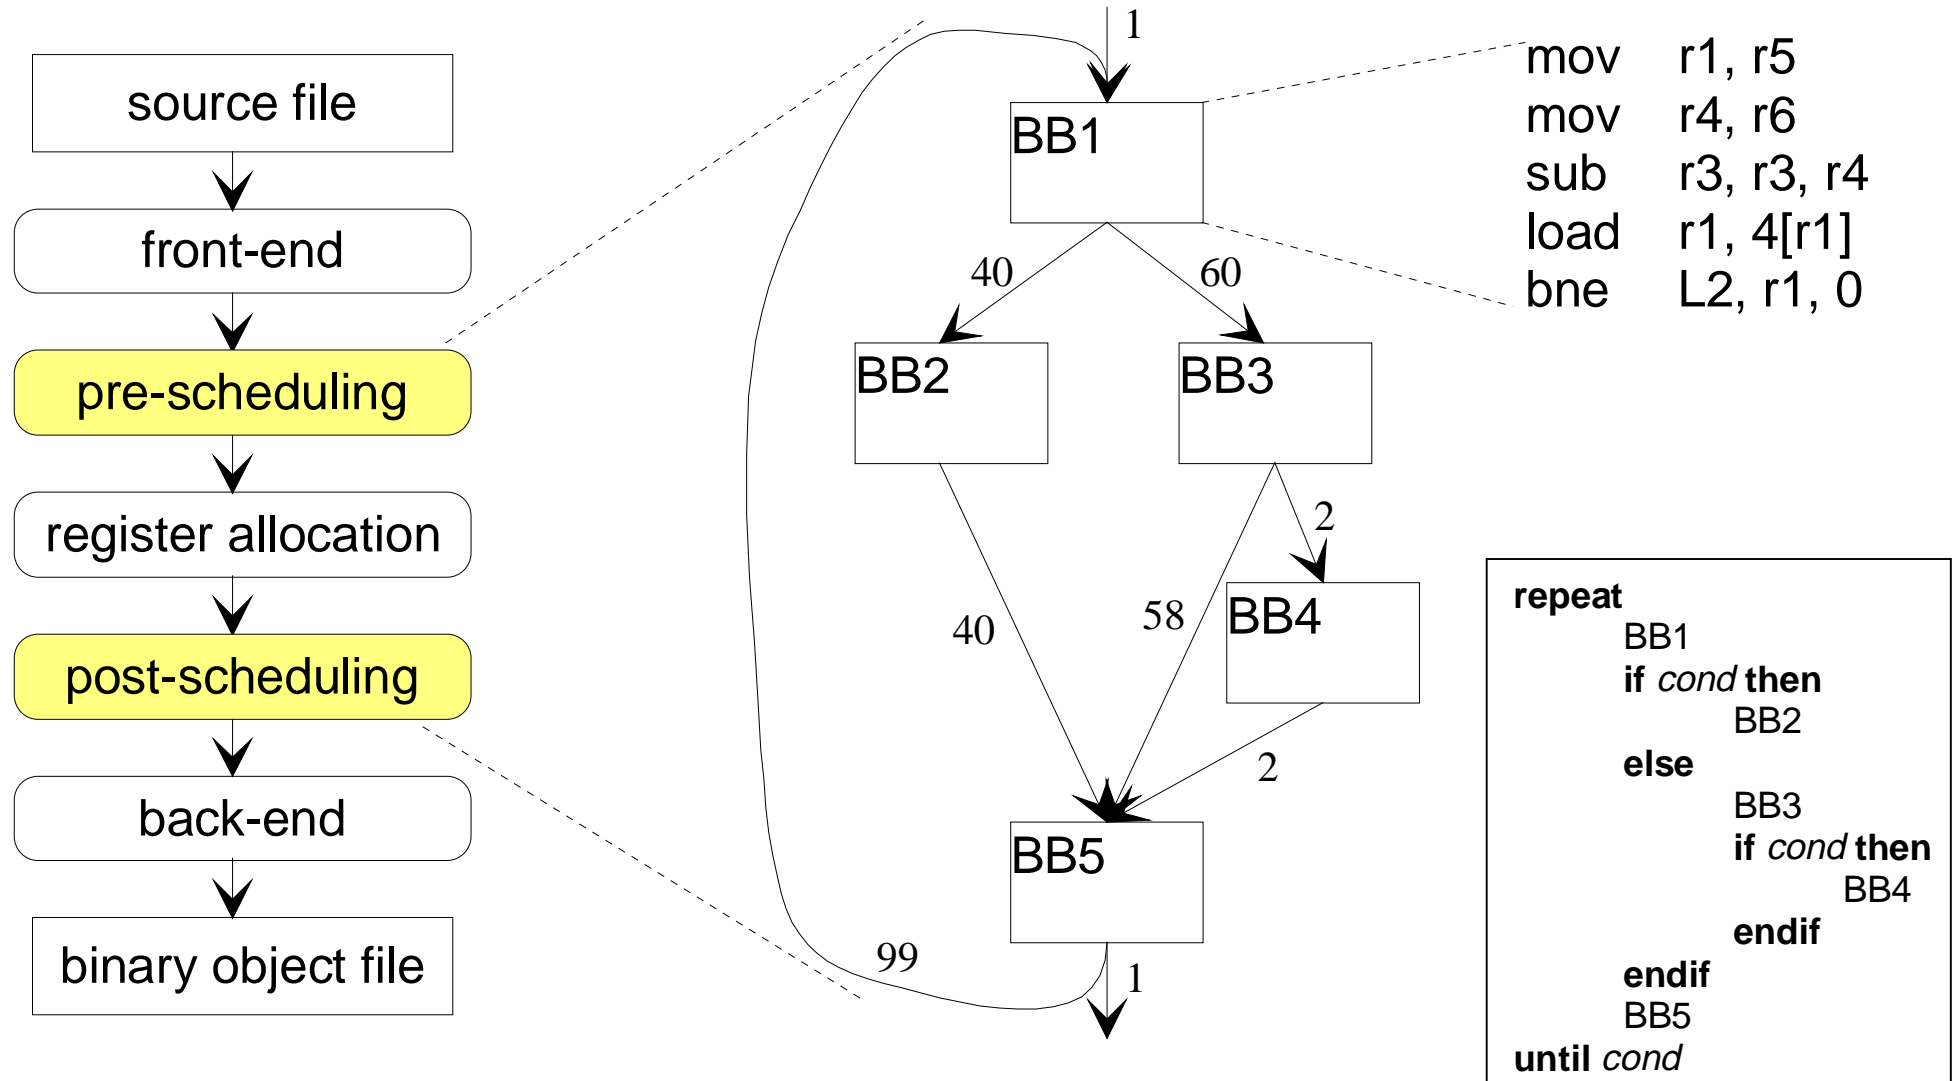 source file
front-end
pre-scheduling
register allocation
post-scheduling
back-end
binary object file
1
BB1
40
60
BB2
BB3
2
40
58
BB4
2
BB5
99
1
mov r1, r5
mov r4, r6
sub r3, r3, r4
load r1, 4[r1]
bne L2, r1, 0
repeat
BB1
if cond then
BB2
else
BB3
if cond then
BB4
endif
endif
BB5
until cond